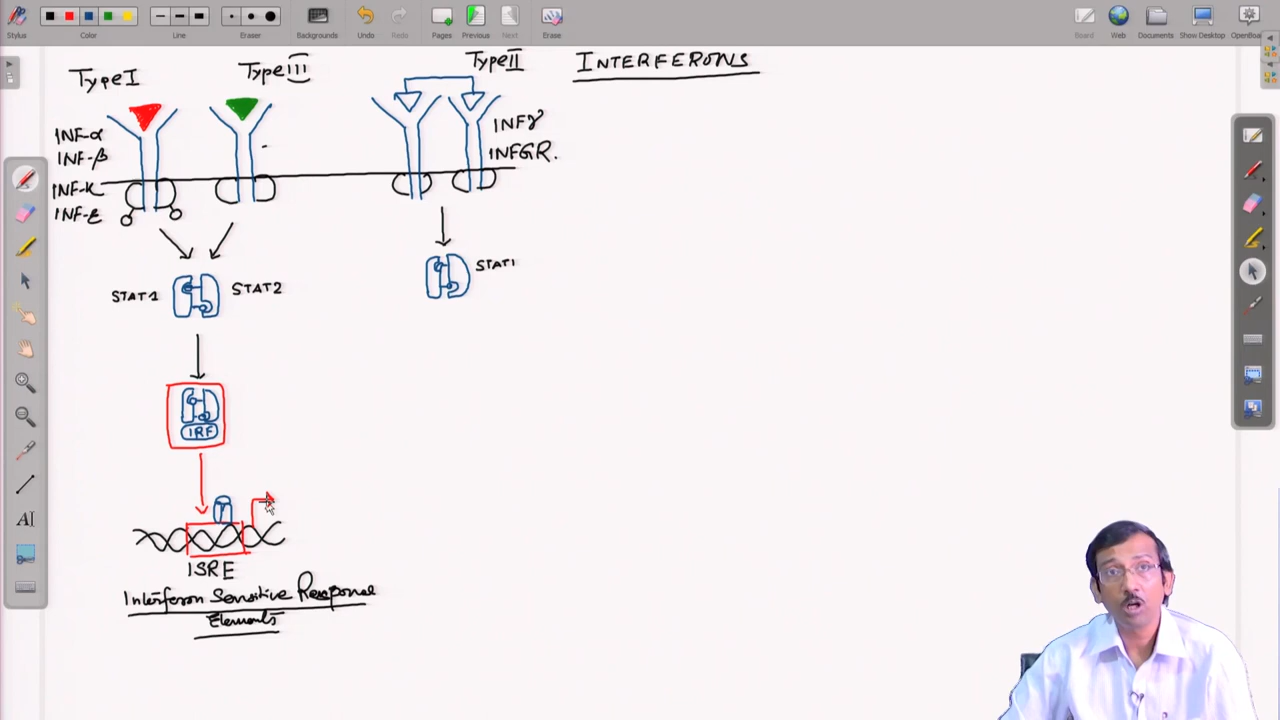 Stylus
Color
Line
Eraser
Backgrounds
Undo
Redo
Pages
Previous
Next
Erase
Board
Web
Documents
Show Desktop
OpenBoa
Type I
Type III
Type II
INTERFERONS
INF-α
INF-β
INF-K
INF-ε
INFγ
INFGR.
STAT1
STAT2
STAT1
IRF
ISRE
Interferon Sensitive Response
Elements